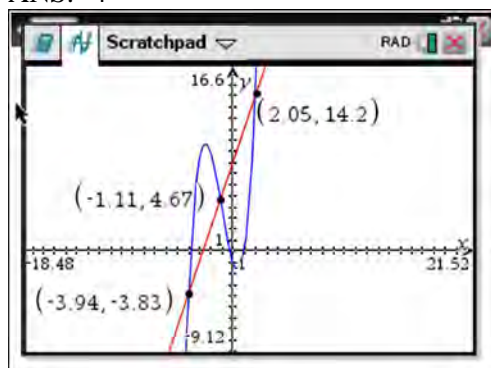 Scratchpad RAD
16.6 y
(2.05, 14.2)
(-1.11, 4.67)
1 x
-18.48 1 21.52
(-3.94, -3.83)
-9.12